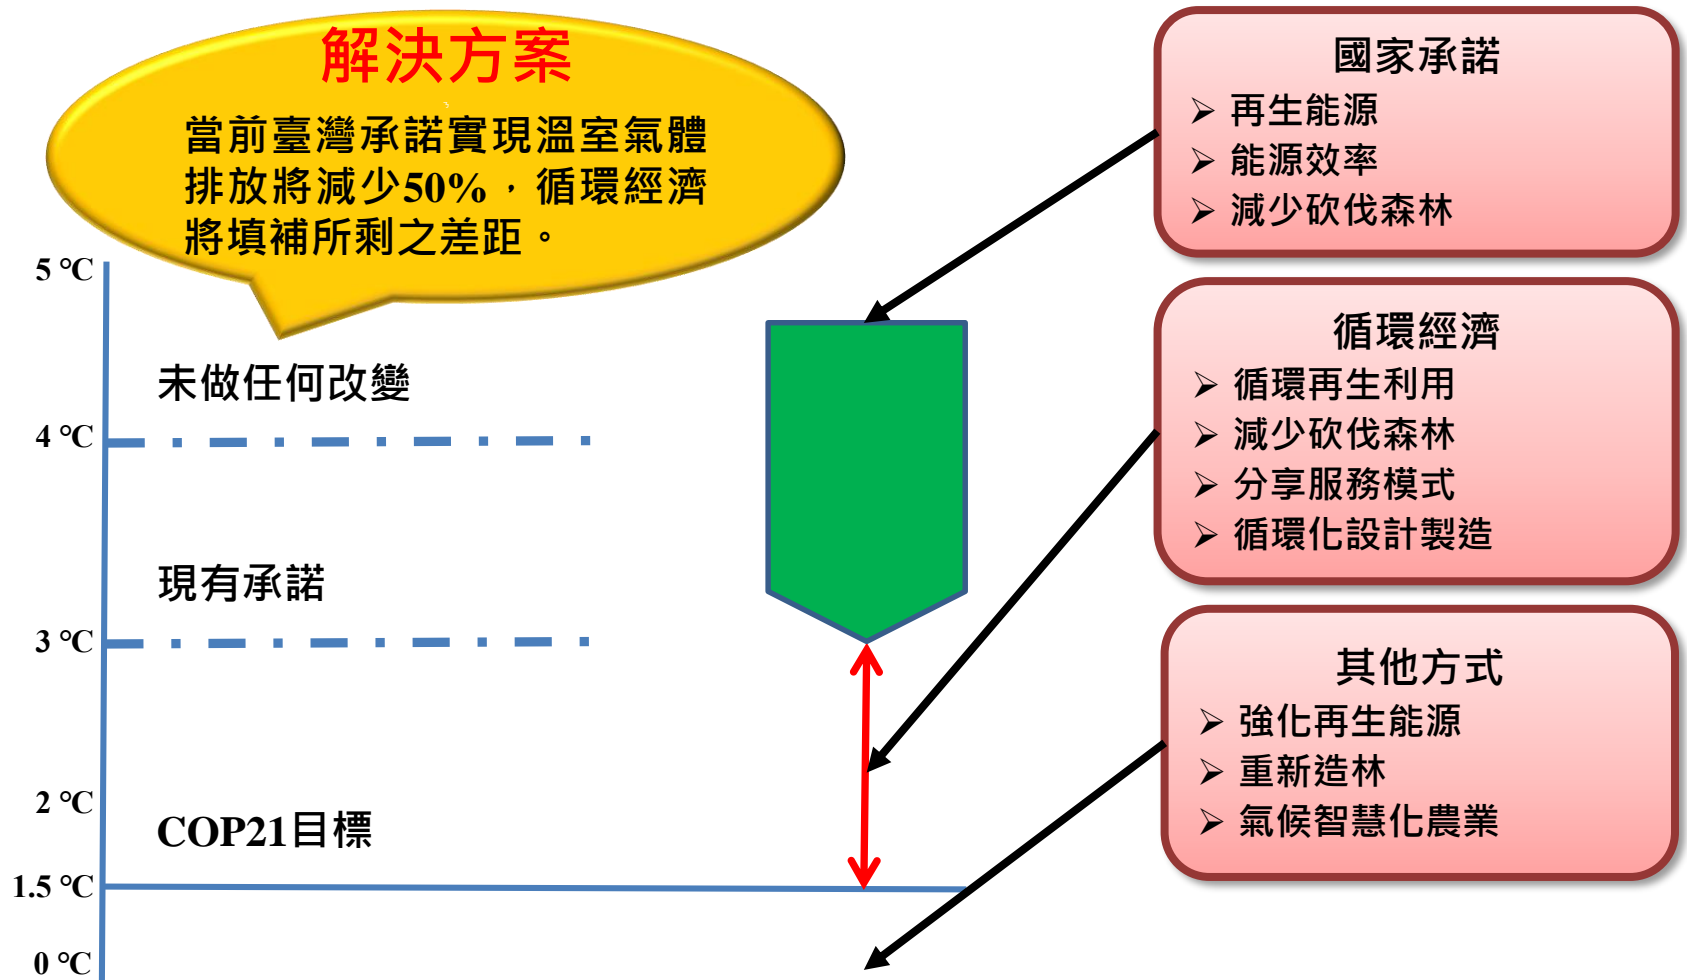 解決方案
當前臺灣承諾實現溫室氣體
排放將減少50%，循環經濟
將填補所剩之差距。
5 °C
未做任何改變
4 °C
現有承諾
3 °C
2 °C
COP21目標
1.5 °C
0 °C
國家承諾
➢ 再生能源
➢ 能源效率
➢ 減少砍伐森林
循環經濟
➢ 循環再生利用
➢ 減少砍伐森林
➢ 分享服務模式
➢ 循環化設計製造
其他方式
➢ 強化再生能源
➢ 重新造林
➢ 氣候智慧化農業